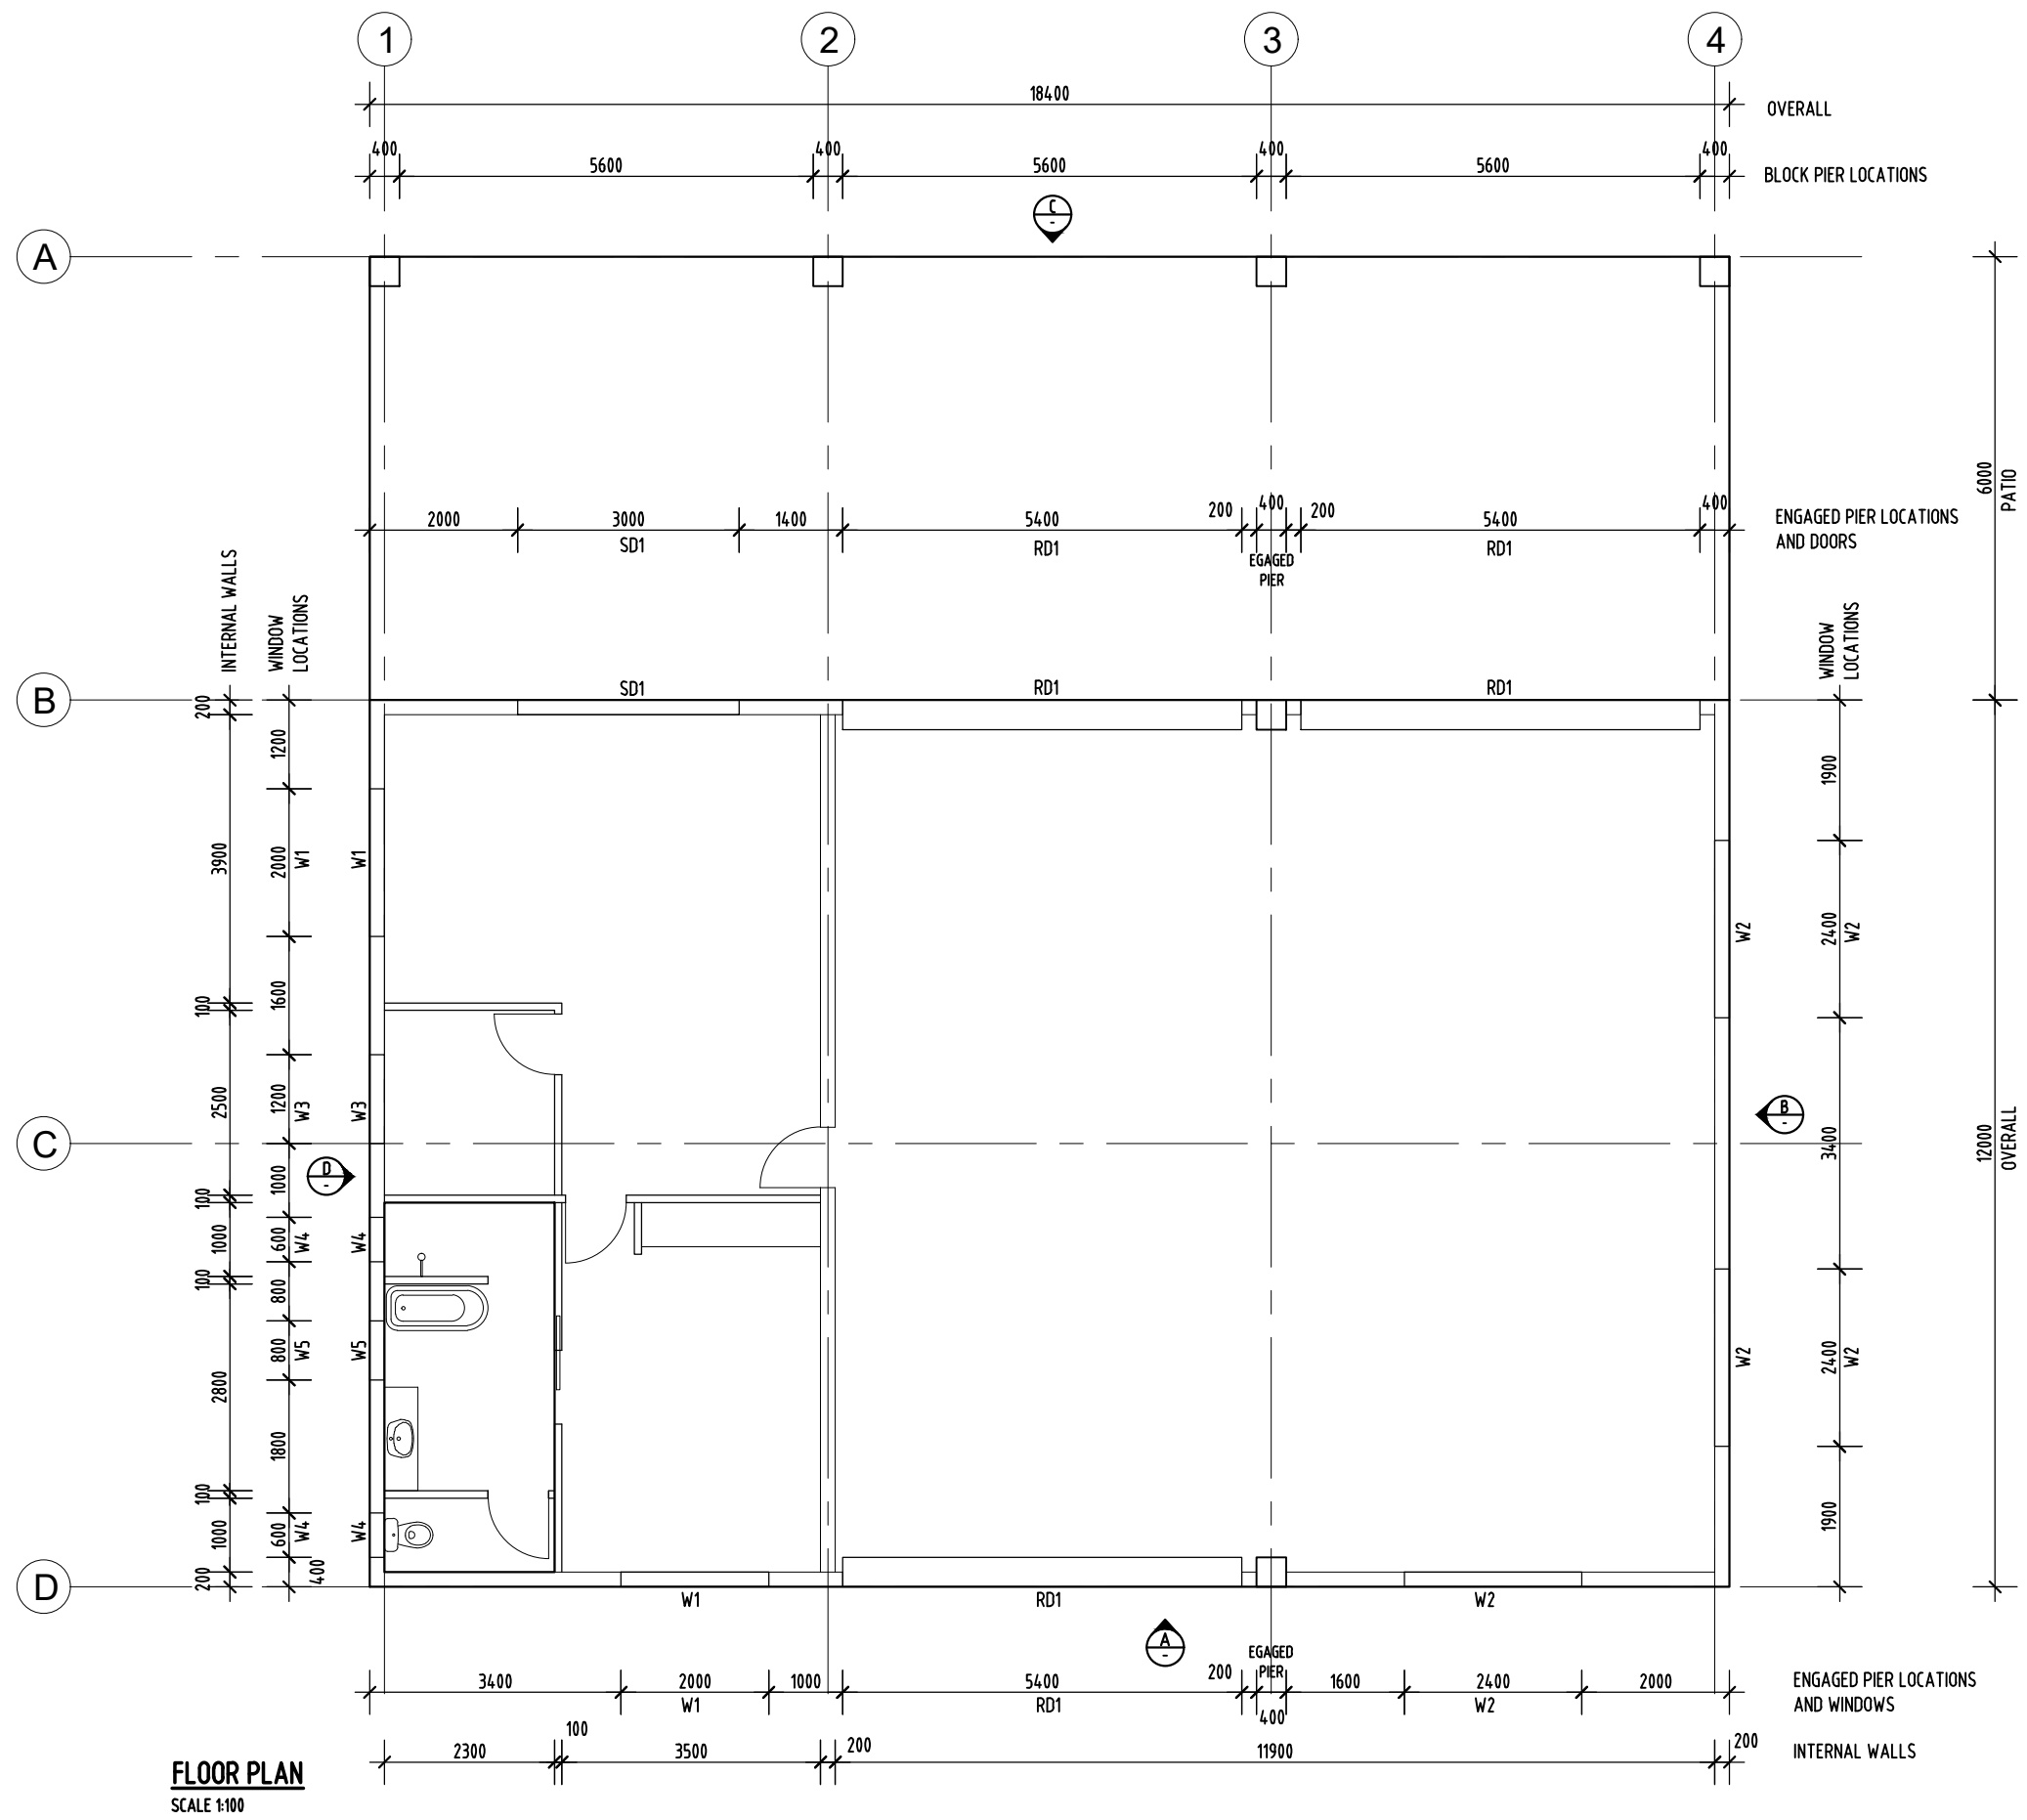 1 2 3 4
18400
OVERALL
400 5600 400 5600 400 5600 400
BLOCK PIER LOCATIONS
C
-
A
6000
PATIO
2000 3000 1400 5400 200 400 200 5400 400
SD1 RD1 RD1
EGAGED
PIER
ENGAGED PIER LOCATIONS
AND DOORS
INTERNAL WALLS
WINDOW
LOCATIONS
WINDOW
LOCATIONS
B
SD1 RD1 RD1
200
3900
100
2500
100
1000
100
2800
100
1000
200
1200
2000
W1
1600
1200
W3
1000
600
W4
800
800
W5
1800
600
W4
400
W1
W3
W4
W5
W4
C
D
-
W2
W2
B
-
1900
2400
W2
3400
2400
W2
1900
12000
OVERALL
D
W1 RD1 W2
A
-
EGAGED
PIER
3400 2000 1000 5400 200 400 1600 2400 2000
W1 RD1 W2
ENGAGED PIER LOCATIONS
AND WINDOWS
2300 100 3500 200 11900 200
INTERNAL WALLS
FLOOR PLAN
SCALE 1:100